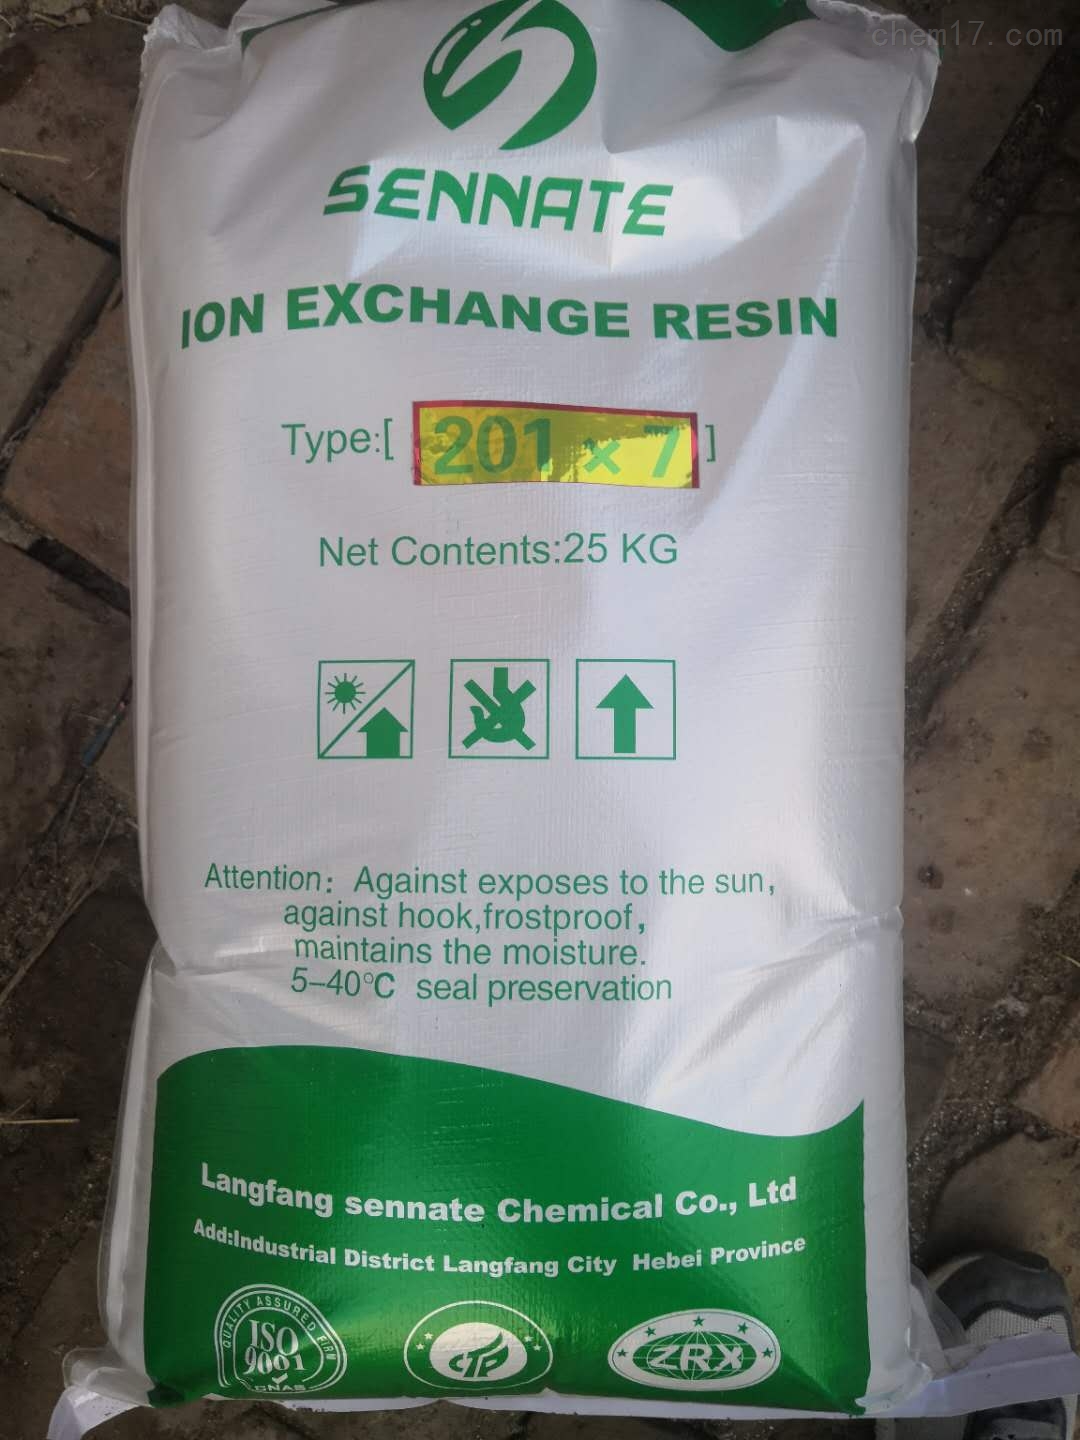 chem17.com
SENNATE
ION EXCHANGE RESIN
Type:[ 201 × 7 ]
Net Contents:25 KG
Attention: Against exposes to the sun,
against hook,frostproof,
maintains the moisture.
5–40℃ seal preservation
Langfang sennate Chemical Co., Ltd
Add:Industrial District Langfang City Hebei Province
QUALITY ASSURED FIRM
ISO
9001
CNAS
CTP
ZRX